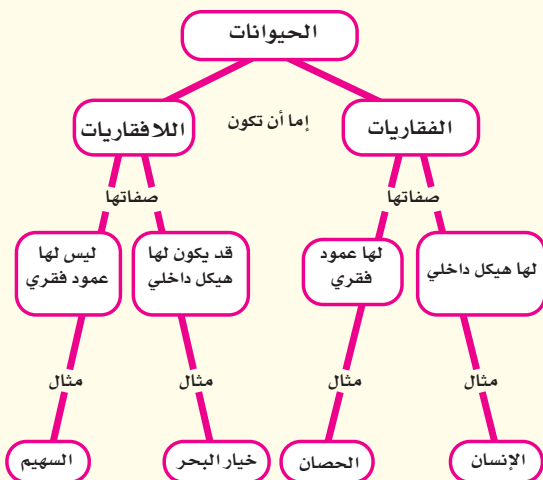 الحيوانات
إما أن تكون
الفقاريات
اللافقاريات
صفاتها
صفاتها
لها هيكل داخلي
لها عمود
فقري
قد يكون لها
هيكل داخلي
ليس لها
عمود فقري
مثال
مثال
مثال
مثال
الإنسان
الحصان
خيار البحر
السهيم